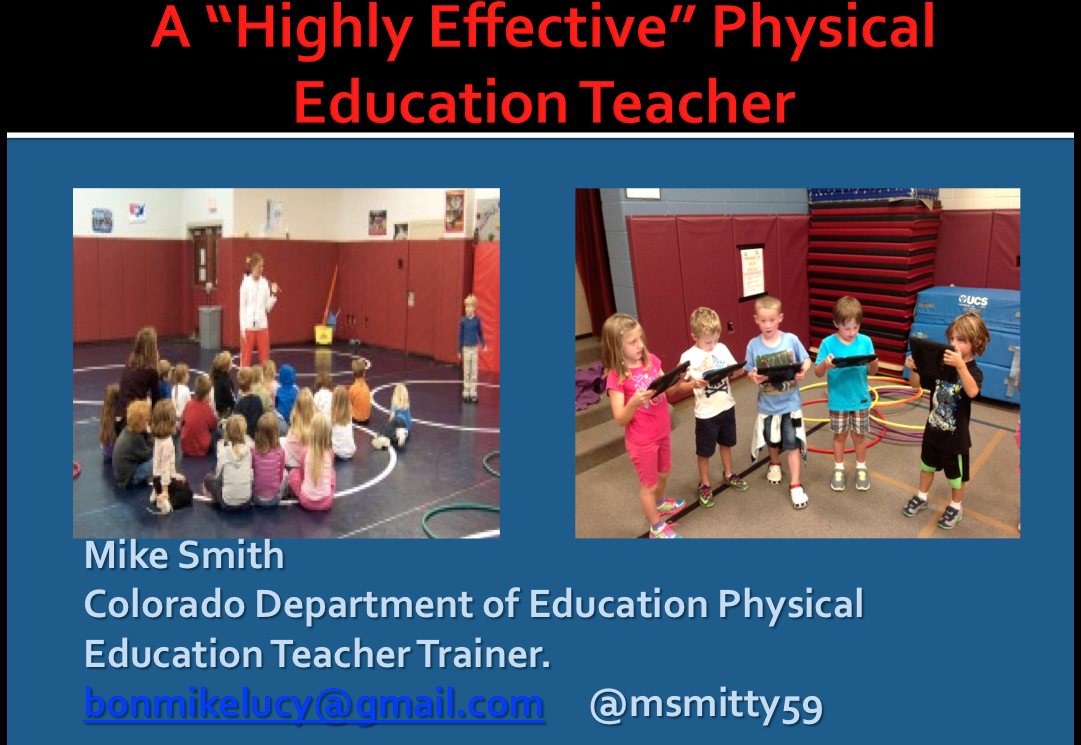 A “Highly Effective” Physical
Education Teacher
UCS
Mike Smith
Colorado Department of Education Physical
Education Teacher Trainer.
bonmikelucy@gmail.com @msmitty59